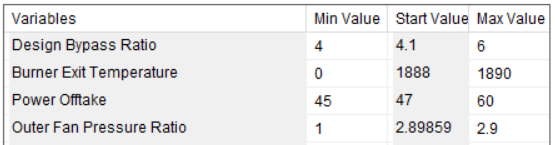 Variables Min Value Start Value Max Value
Design Bypass Ratio 4 4.1 6
Burner Exit Temperature 0 1888 1890
Power Offtake 45 47 60
Outer Fan Pressure Ratio 1 2.89859 2.9